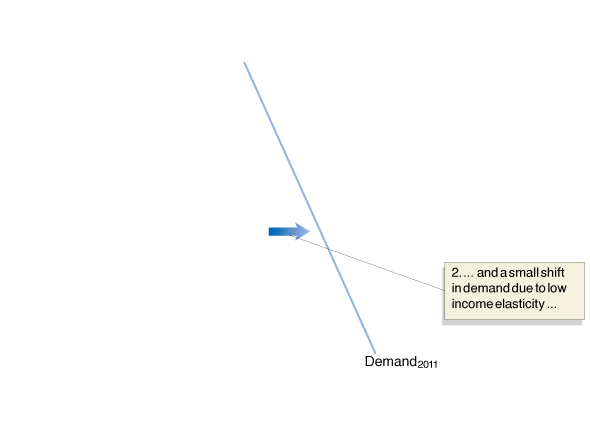 2. ... and a small shift
in demand due to low
income elasticity ...
Demand2011